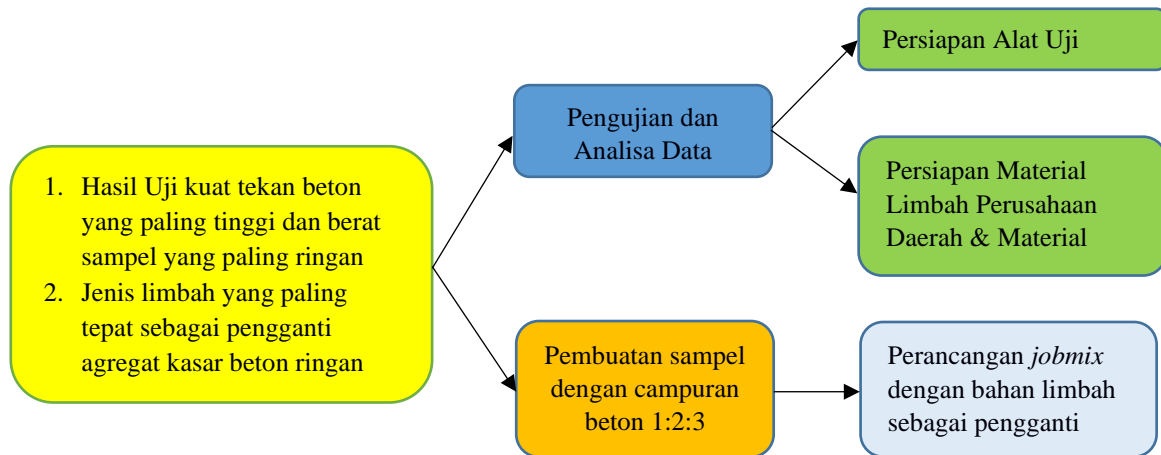 1. Hasil Uji kuat tekan beton
yang paling tinggi dan berat
sampel yang paling ringan
2. Jenis limbah yang paling
tepat sebagai pengganti
agregat kasar beton ringan
Pengujian dan
Analisa Data
Persiapan Alat Uji
Persiapan Material
Limbah Perusahaan
Daerah & Material
Pembuatan sampel
dengan campuran
beton 1:2:3
Perancangan jobmix
dengan bahan limbah
sebagai pengganti